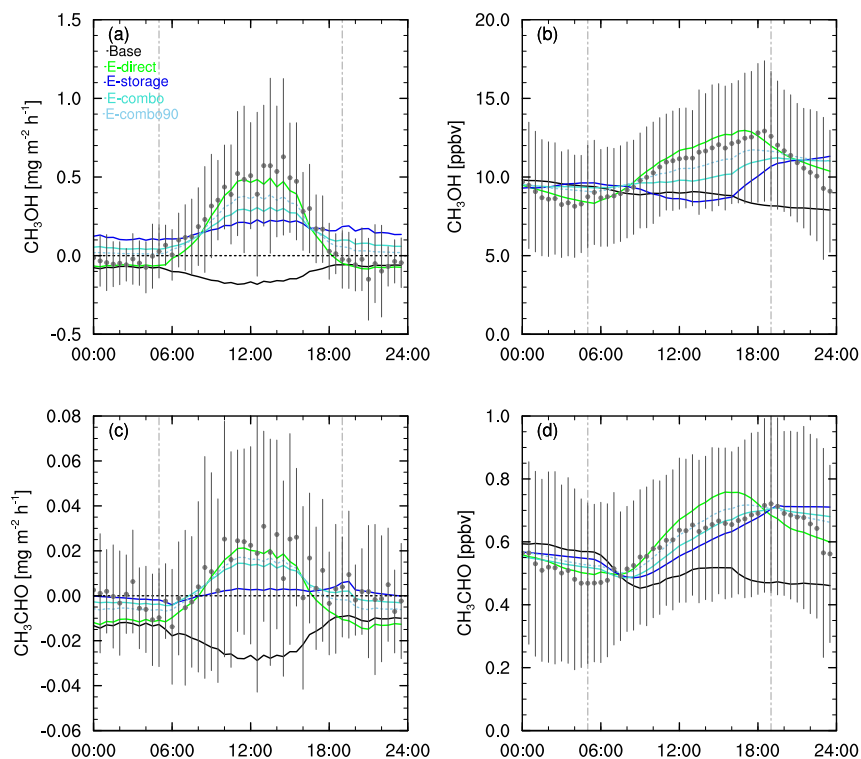 (a)
·Base
·E-direct
·E-storage
·E-combo
·E-combo90
1.5
1.0
0.5
0.0
-0.5
CH₃OH [mg m⁻² h⁻¹]
00:00 06:00 12:00 18:00 24:00
(b)
20.0
17.0
13.0
10.0
5.0
0.0
CH₃OH [ppbv]
00:00 06:00 12:00 18:00 24:00
(c)
0.08
0.06
0.04
0.02
0.00
-0.02
-0.04
-0.06
CH₃CHO [mg m⁻² h⁻¹]
00:00 06:00 12:00 18:00 24:00
(d)
1.0
0.8
0.6
0.4
0.2
0.0
CH₃CHO [ppbv]
00:00 06:00 12:00 18:00 24:00